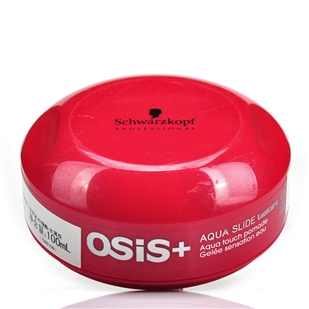 Schwarzkopf
PROFESSIONAL
OSiS+
AQUA SLIDE
Aqua touch pomade
Gelée sensation eau
100mL